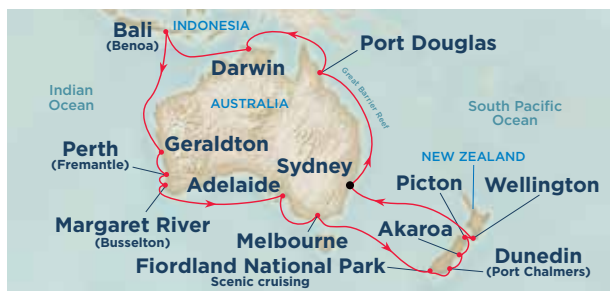 Bali
(Benoa)
INDONESIA
Port Douglas
Darwin
Great Barrier Reef
Indian
Ocean
AUSTRALIA
South Pacific
Ocean
Geraldton
Perth
(Fremantle)
Sydney
NEW ZEALAND
Adelaide
Picton
Wellington
Margaret River
(Busselton)
Melbourne
Akaroa
Fiordland National Park
Scenic cruising
Dunedin
(Port Chalmers)